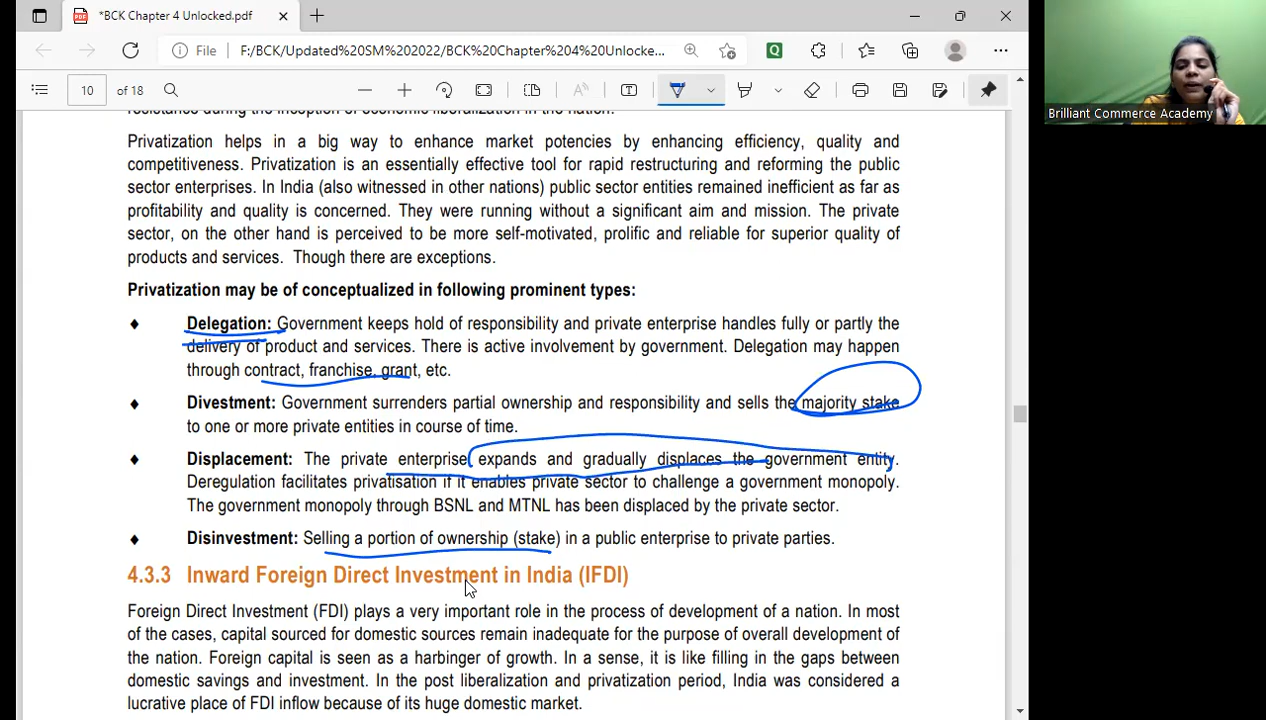 *BCK Chapter 4 Unlocked.pdf
File
F:/BCK/Updated%20SM%202022/BCK%20Chapter%204%20Unlocke...
10 of 18
Brilliant Commerce Academy
resistance during the inception of economic liberalization in the nation.
Privatization helps in a big way to enhance market potencies by enhancing efficiency, quality and
competitiveness. Privatization is an essentially effective tool for rapid restructuring and reforming the public
sector enterprises. In India (also witnessed in other nations) public sector entities remained inefficient as far as
profitability and quality is concerned. They were running without a significant aim and mission. The private
sector, on the other hand is perceived to be more self-motivated, prolific and reliable for superior quality of
products and services. Though there are exceptions.
Privatization may be of conceptualized in following prominent types:
♦ Delegation: Government keeps hold of responsibility and private enterprise handles fully or partly the
delivery of product and services. There is active involvement by government. Delegation may happen
through contract, franchise, grant, etc.
♦ Divestment: Government surrenders partial ownership and responsibility and sells the majority stake
to one or more private entities in course of time.
♦ Displacement: The private enterprise expands and gradually displaces the government entity.
Deregulation facilitates privatisation if it enables private sector to challenge a government monopoly.
The government monopoly through BSNL and MTNL has been displaced by the private sector.
♦ Disinvestment: Selling a portion of ownership (stake) in a public enterprise to private parties.
4.3.3 Inward Foreign Direct Investment in India (IFDI)
Foreign Direct Investment (FDI) plays a very important role in the process of development of a nation. In most
of the cases, capital sourced for domestic sources remain inadequate for the purpose of overall development of
the nation. Foreign capital is seen as a harbinger of growth. In a sense, it is like filling in the gaps between
domestic savings and investment. In the post liberalization and privatization period, India was considered a
lucrative place of FDI inflow because of its huge domestic market.